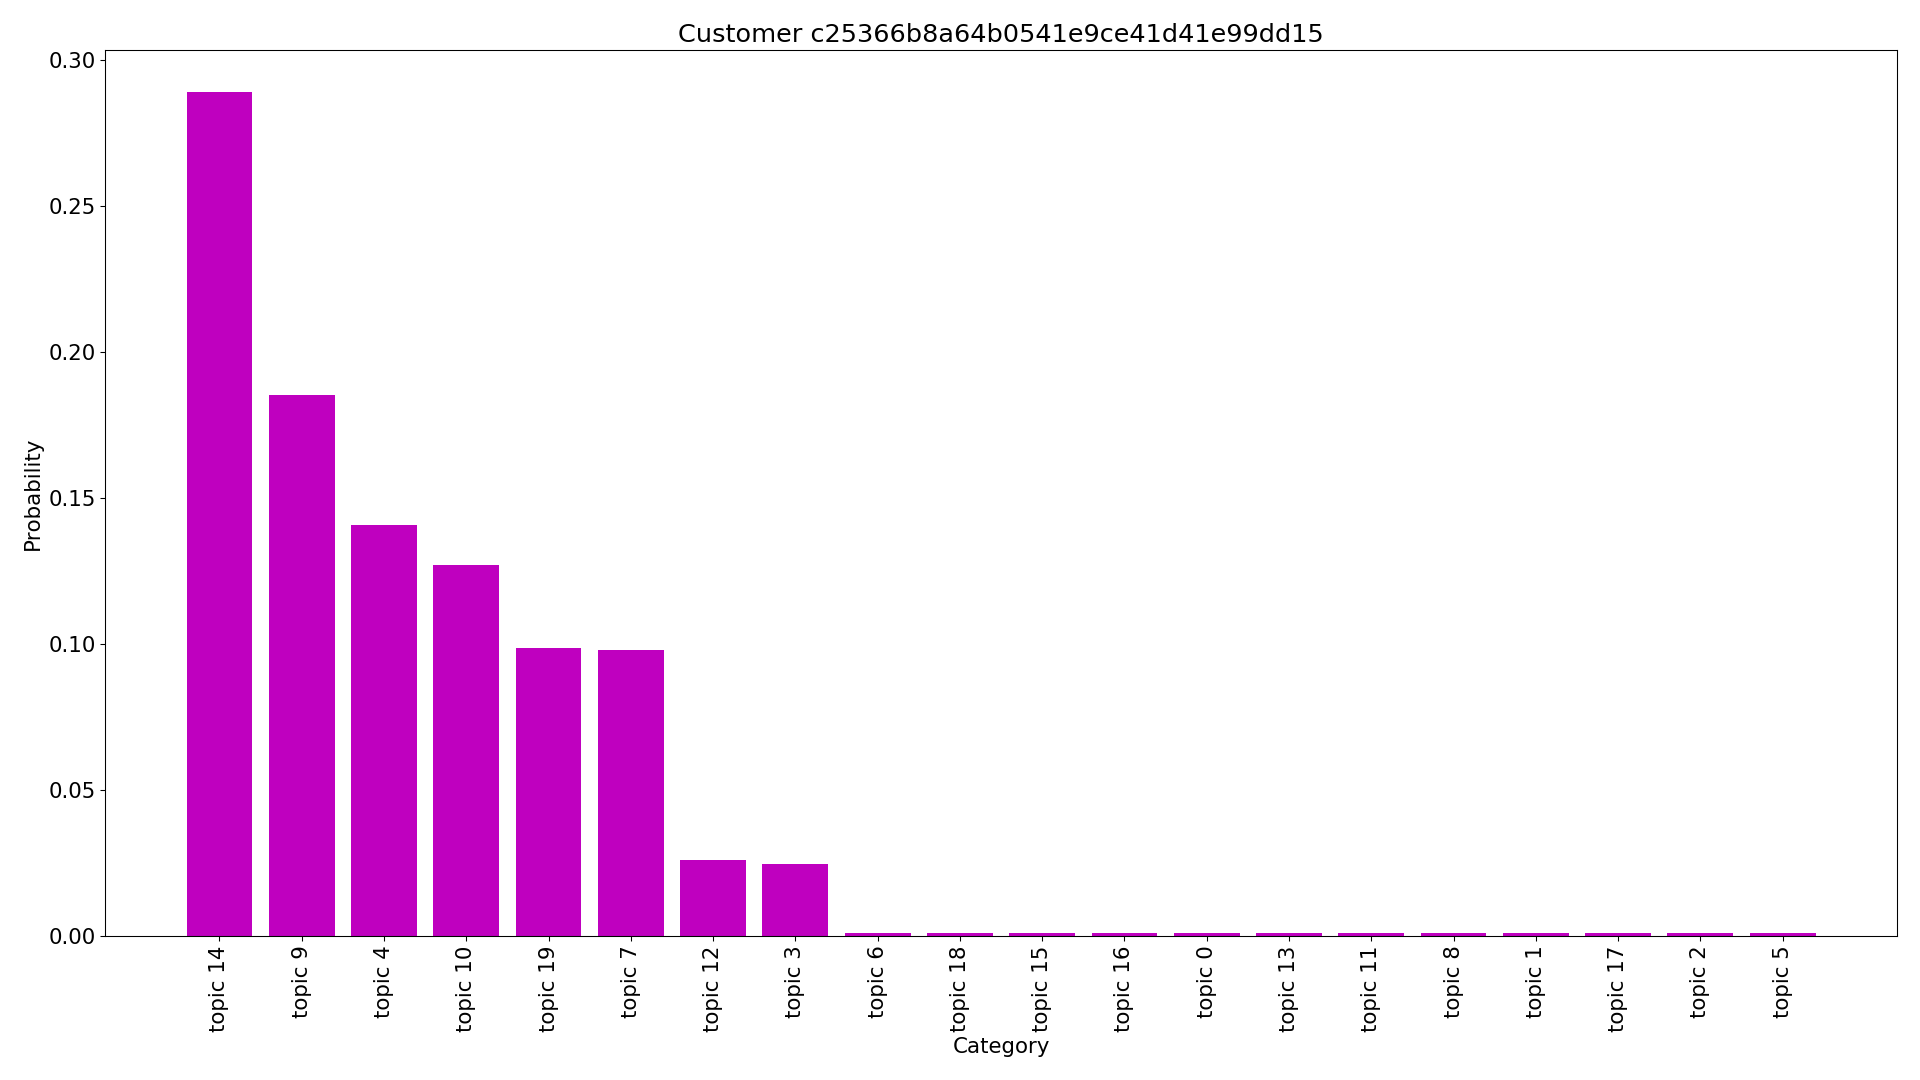 Customer c25366b8a64b0541e9ce41d41e99dd15
Probability
0.30
0.25
0.20
0.15
0.10
0.05
0.00
topic 14
topic 9
topic 4
topic 10
topic 19
topic 7
topic 12
topic 3
topic 6
topic 18
topic 15
topic 16
topic 0
topic 13
topic 11
topic 8
topic 1
topic 17
topic 2
topic 5
Category